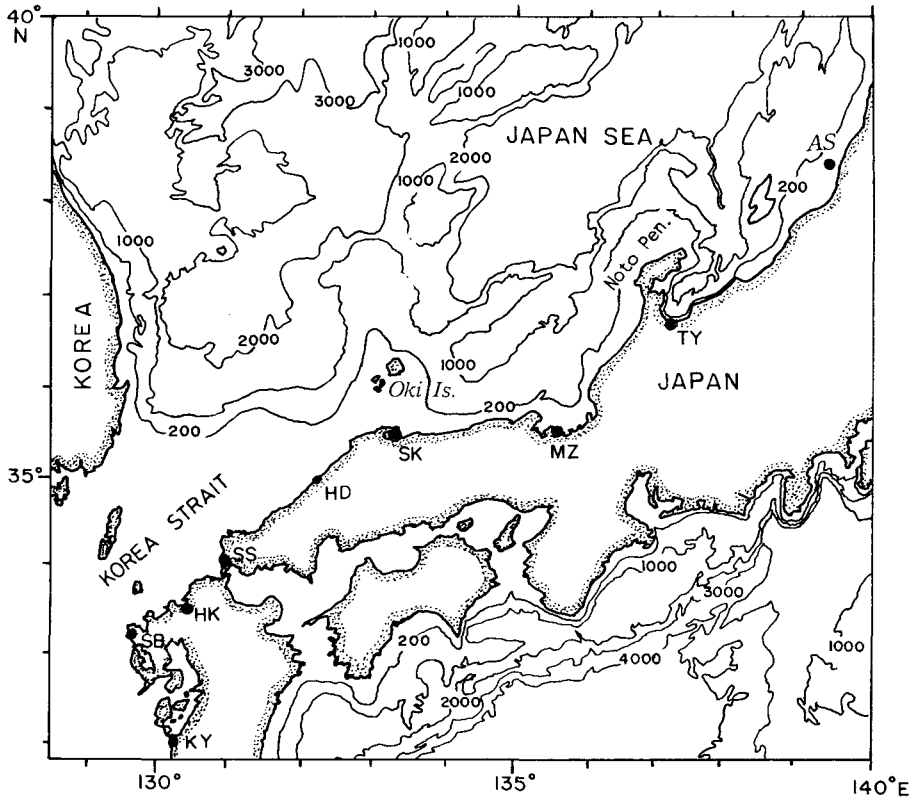 40°
N
1000
3000
3000
1000
JAPAN SEA
AS
2000
1000
200
1000
Noto Pen.
2000
TY
KOREA
1000
JAPAN
Oki Is.
200
200
SK
MZ
35°
HD
KOREA STRAIT
SS
1000
HK
3000
SB
200
1000
4000
2000
KY
130°
135°
140°E